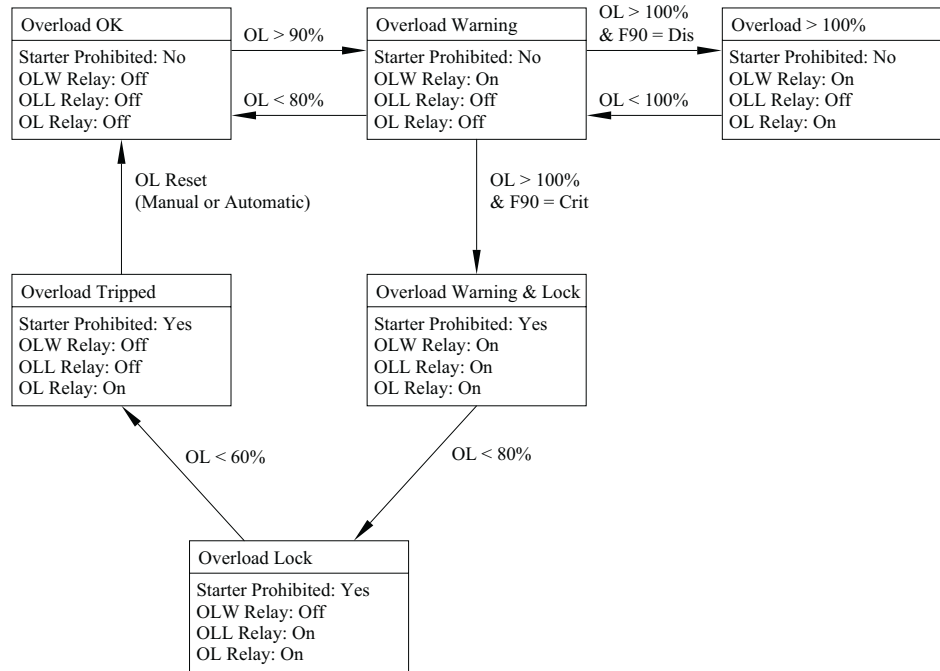 Overload OK
Starter Prohibited: No
OLW Relay: Off
OLL Relay: Off
OL Relay: Off
OL > 90%
OL < 80%
Overload Warning
Starter Prohibited: No
OLW Relay: On
OLL Relay: Off
OL Relay: Off
OL > 100%
& F90 = Dis
OL < 100%
Overload > 100%
Starter Prohibited: No
OLW Relay: On
OLL Relay: Off
OL Relay: On
OL Reset
(Manual or Automatic)
OL > 100%
& F90 = Crit
Overload Tripped
Starter Prohibited: Yes
OLW Relay: Off
OLL Relay: Off
OL Relay: On
Overload Warning & Lock
Starter Prohibited: Yes
OLW Relay: On
OLL Relay: On
OL Relay: On
OL < 60%
OL < 80%
Overload Lock
Starter Prohibited: Yes
OLW Relay: Off
OLL Relay: On
OL Relay: On